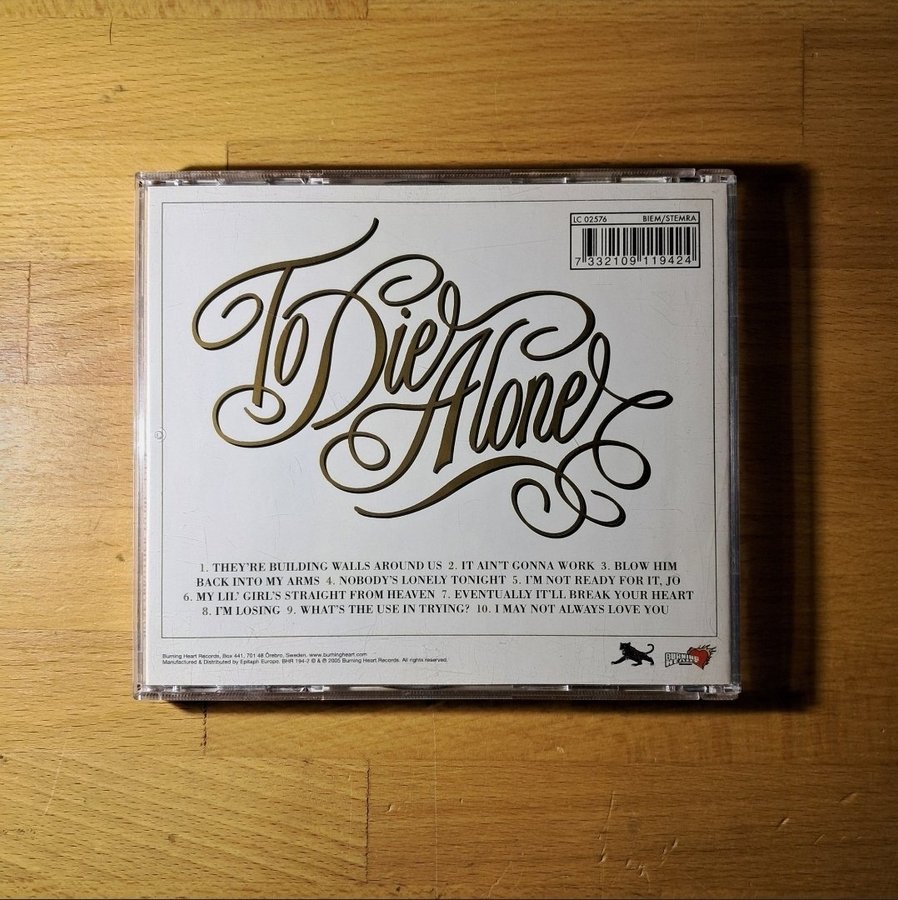 LC 02576 BIEM/STEMRA
7 332109 119424
To Die Alone
1. THEY'RE BUILDING WALLS AROUND US 2. IT AIN'T GONNA WORK 3. BLOW HIM
BACK INTO MY ARMS 4. NOBODY'S LONELY TONIGHT 5. I'M NOT READY FOR IT, JO
6. MY LIL' GIRL'S STRAIGHT FROM HEAVEN 7. EVENTUALLY IT'LL BREAK YOUR HEART
8. I'M LOSING 9. WHAT'S THE USE IN TRYING? 10. I MAY NOT ALWAYS LOVE YOU
Burning Heart Records, Box 441, 701 48 Örebro, Sweden. www.burningheart.com
Manufactured & Distributed by Epitaph Europe. BHR 194-2 © & ℗ 2005 Burning Heart Records. All rights reserved.
BURNING
HEART